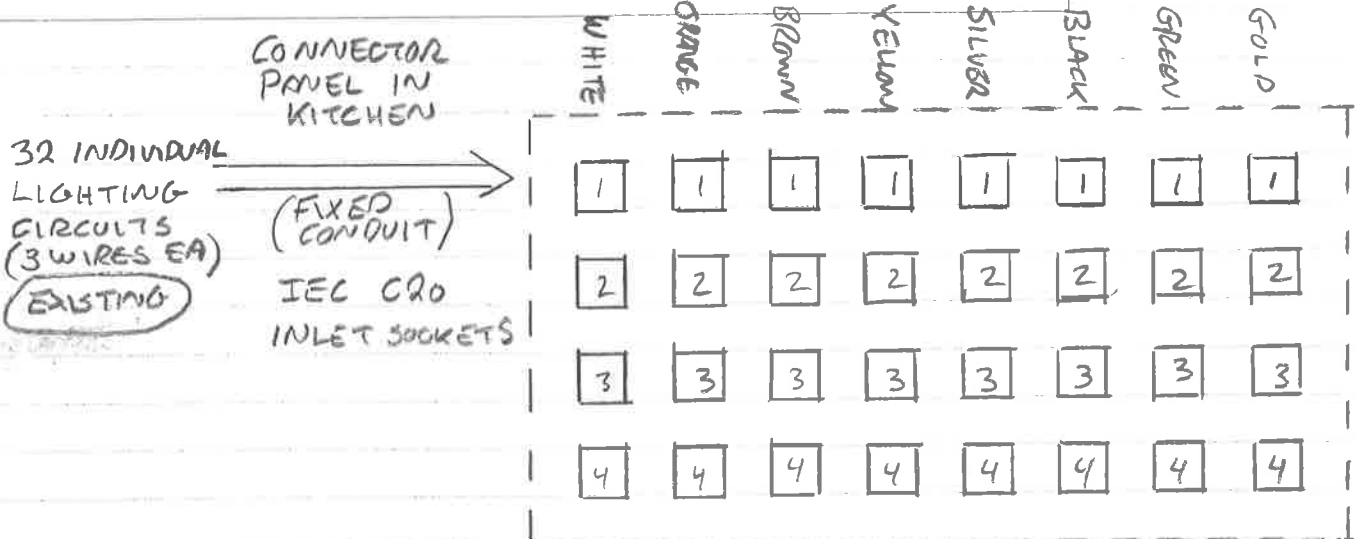 WHITE ORANGE BROWN YELLOW SILVER BLACK GREEN GOLD
CONNECTOR
PANEL IN
KITCHEN
32 INDIVIDUAL
LIGHTING
CIRCUITS
(3 WIRES EA)
EXISTING
(FIXED
CONDUIT)
IEC C20
INLET SOCKETS
1 1 1 1 1 1 1 1
2 2 2 2 2 2 2 2
3 3 3 3 3 3 3 3
4 4 4 4 4 4 4 4